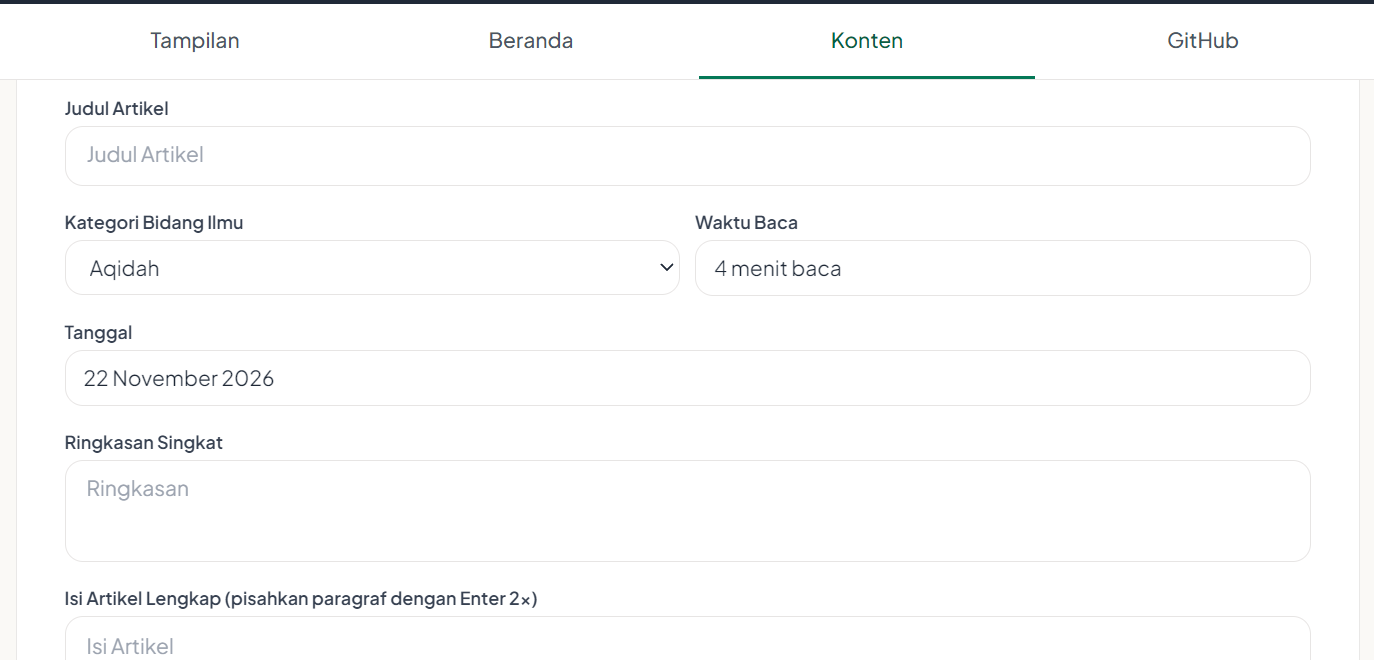 Tampilan Beranda Konten GitHub
Judul Artikel
Judul Artikel
Kategori Bidang Ilmu Waktu Baca
Aqidah 4 menit baca
Tanggal
22 November 2026
Ringkasan Singkat
Ringkasan
Isi Artikel Lengkap (pisahkan paragraf dengan Enter 2×)
Isi Artikel